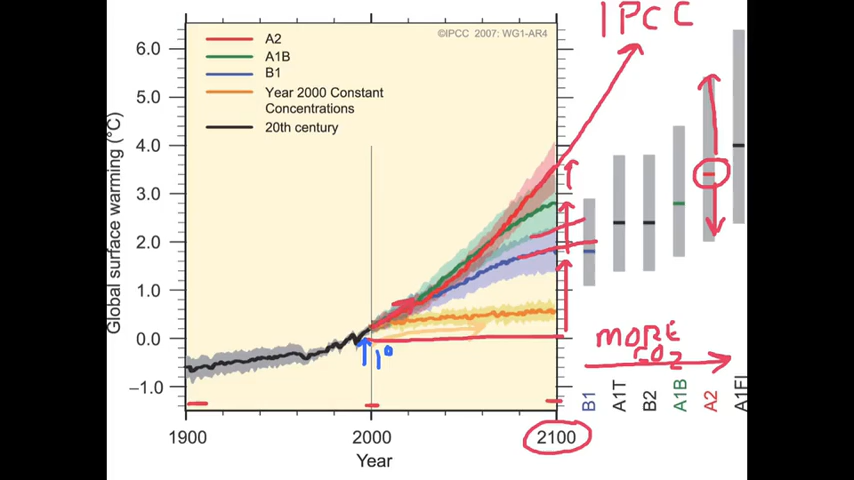 IPCC
©IPCC 2007: WG1-AR4
A2
A1B
B1
Year 2000 Constant
Concentrations
20th century
Global surface warming (°C)
6.0
5.0
4.0
3.0
2.0
1.0
0.0
–1.0
1°
MORE
CO2
B1
A1T
B2
A1B
A2
A1FI
1900
2000
2100
Year